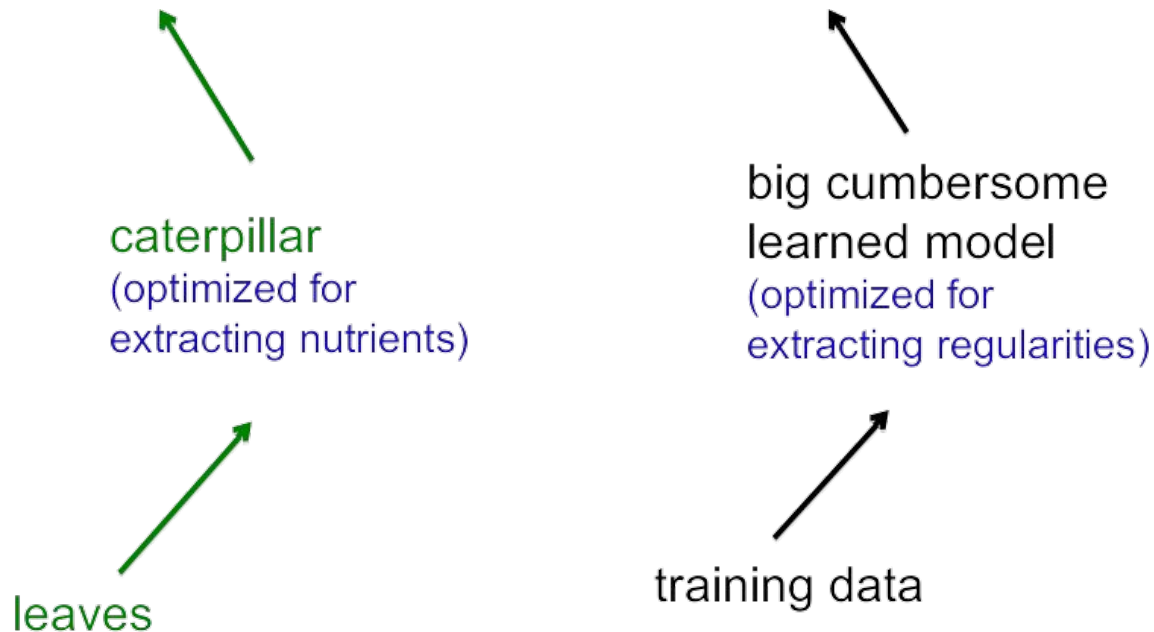 caterpillar
(optimized for
extracting nutrients)
leaves
big cumbersome
learned model
(optimized for
extracting regularities)
training data